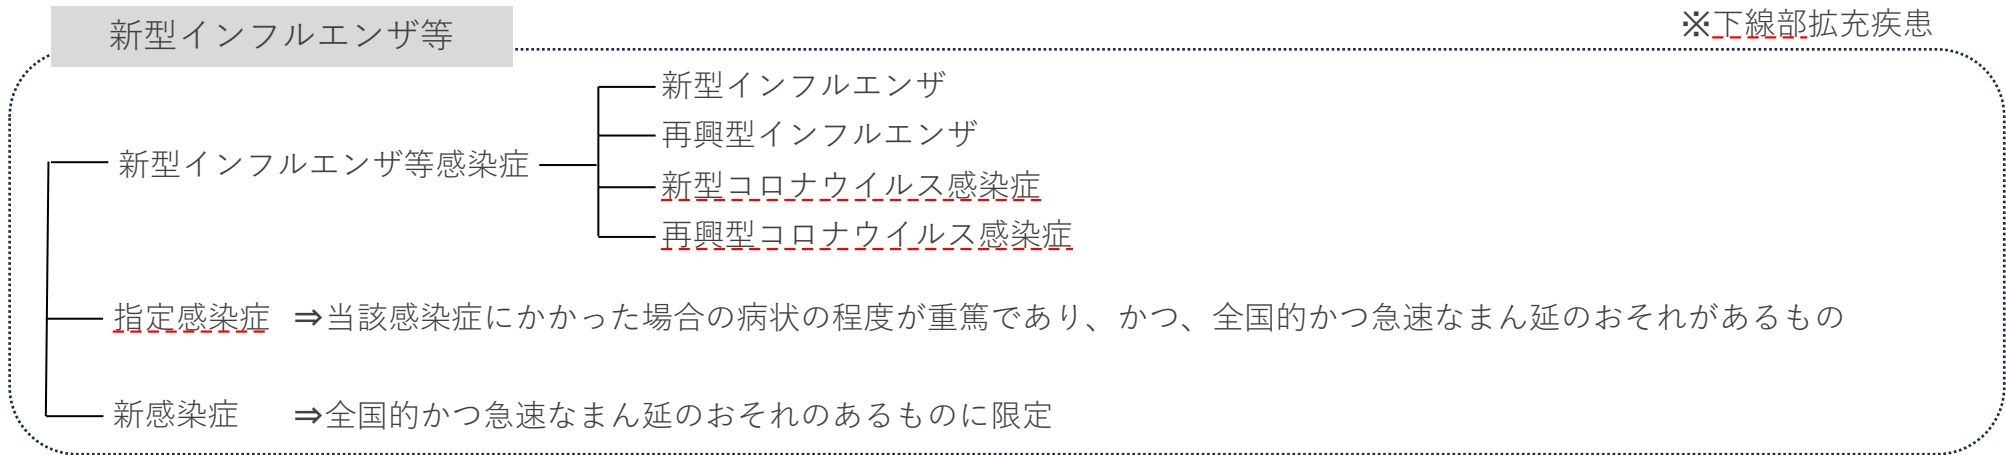 新型インフルエンザ等
※下線部拡充疾患
新型インフルエンザ
再興型インフルエンザ
新型インフルエンザ等感染症
新型コロナウイルス感染症
再興型コロナウイルス感染症
指定感染症 ⇒当該感染症にかかった場合の病状の程度が重篤であり、かつ、全国的かつ急速なまん延のおそれがあるもの
新感染症 ⇒全国的かつ急速なまん延のおそれのあるものに限定